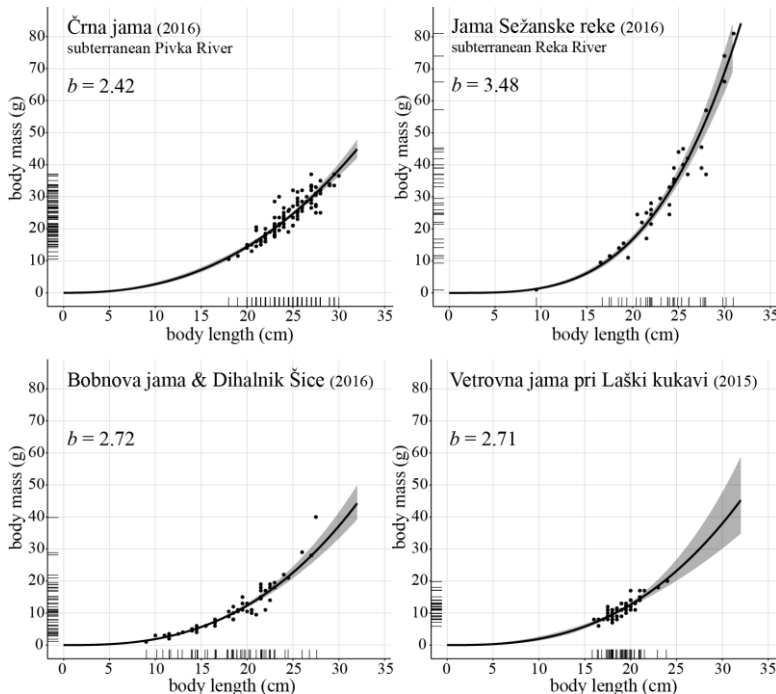 Črna jama (2016)
subterranean Pivka River
b = 2.42
body mass (g)
80
70
60
50
40
30
20
10
0
0 5 10 15 20 25 30 35
body length (cm)
Jama Sežanske reke (2016)
subterranean Reka River
b = 3.48
body mass (g)
80
70
60
50
40
30
20
10
0
0 5 10 15 20 25 30 35
body length (cm)
Bobnova jama & Dihalnik Šice (2016)
b = 2.72
body mass (g)
80
70
60
50
40
30
20
10
0
0 5 10 15 20 25 30 35
body length (cm)
Vetrovna jama pri Laški kukavi (2015)
b = 2.71
body mass (g)
80
70
60
50
40
30
20
10
0
0 5 10 15 20 25 30 35
body length (cm)